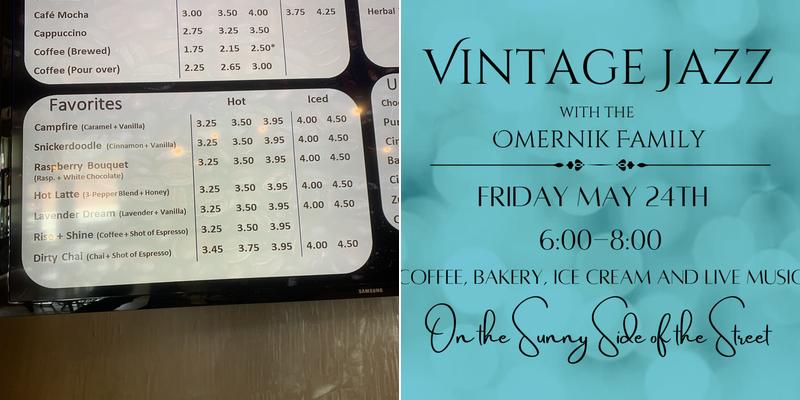 Café Mocha 3.00 3.50 4.00 3.75 4.25
Cappuccino 2.75 3.25 3.50
Coffee (Brewed) 1.75 2.15 2.50*
Coffee (Pour over) 2.25 2.65 3.00
Herbal
Favorites Hot Iced
Campfire (Caramel + Vanilla) 3.25 3.50 3.95 4.00 4.50
Snickerdoodle (Cinnamon + Vanilla) 3.25 3.50 3.95 4.00 4.50
Raspberry Bouquet 3.25 3.50 3.95 4.00 4.50
(Rasp. + White Chocolate)
Hot Latte (3-Pepper Blend + Honey) 3.25 3.50 3.95 4.00 4.50
Lavender Dream (Lavender + Vanilla) 3.25 3.50 3.95 4.00 4.50
Rise + Shine (Coffee + Shot of Espresso) 3.25 3.50 3.95
Dirty Chai (Chai + Shot of Espresso) 3.45 3.75 3.95 4.00 4.50
SAMSUNG
VINTAGE JAZZ
WITH THE
OMERNIK FAMILY
FRIDAY MAY 24TH
6:00–8:00
COFFEE, BAKERY, ICE CREAM AND LIVE MUSIC
On the Sunny Side of the Street